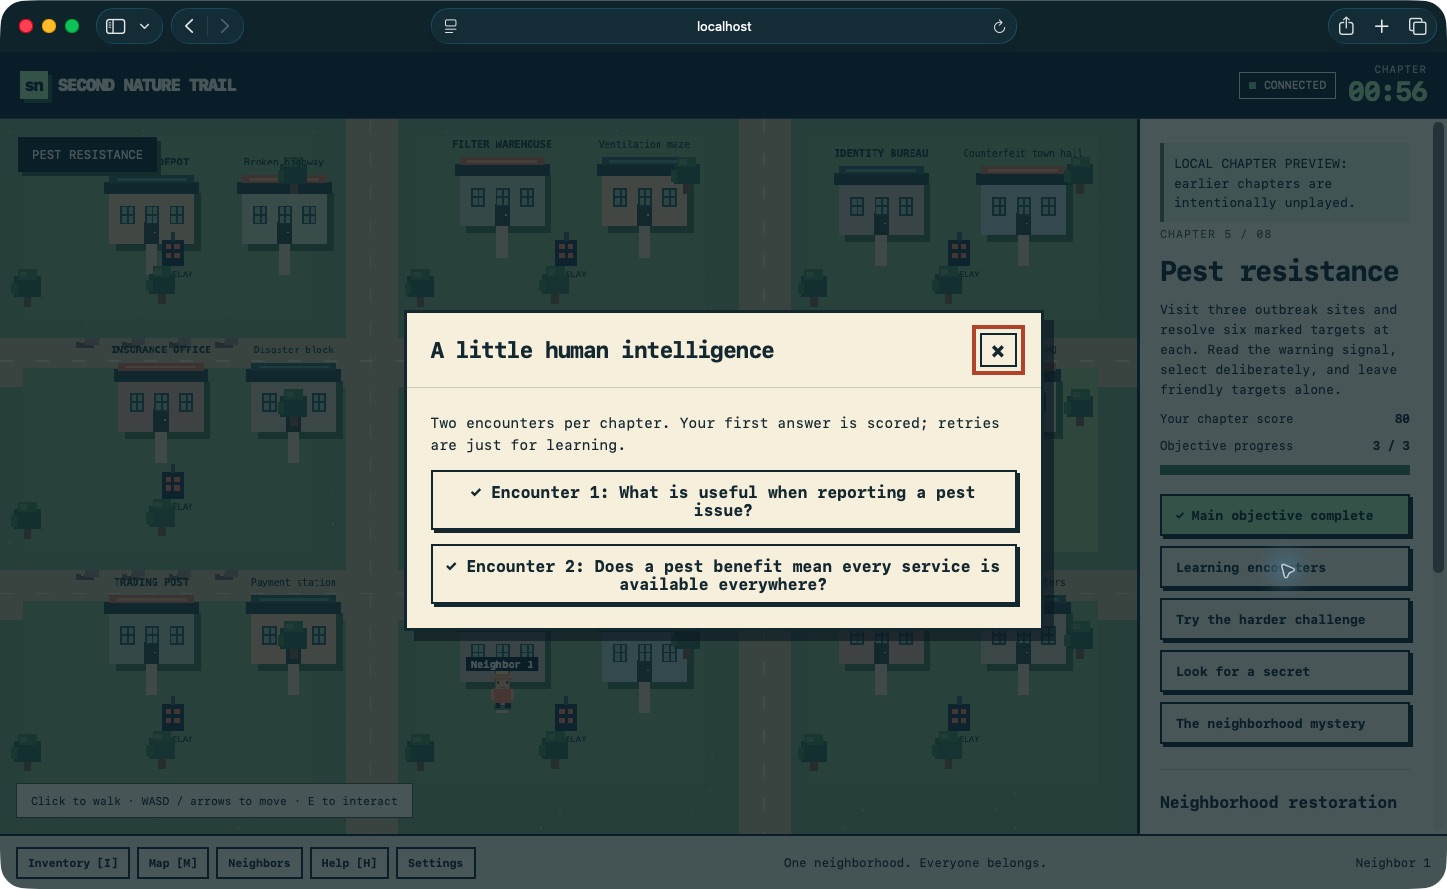 localhost
sn SECOND NATURE TRAIL
CONNECTED
CHAPTER
00:56
PEST RESISTANCE
DEPOT
Broken highway
FILTER WAREHOUSE
Ventilation maze
IDENTITY BUREAU
Counterfeit town hall
INSURANCE OFFICE
Disaster block
TRADING POST
Payment station
Neighbor 1
Click to walk · WASD / arrows to move · E to interact
A little human intelligence
×
Two encounters per chapter. Your first answer is scored; retries
are just for learning.
✓ Encounter 1: What is useful when reporting a pest
issue?
✓ Encounter 2: Does a pest benefit mean every service is
available everywhere?
LOCAL CHAPTER PREVIEW:
earlier chapters are
intentionally unplayed.
CHAPTER 5 / 08
Pest resistance
Visit three outbreak sites and
resolve six marked targets at
each. Read the warning signal,
select deliberately, and leave
friendly targets alone.
Your chapter score 80
Objective progress 3 / 3
✓ Main objective complete
Learning encounters
Try the harder challenge
Look for a secret
The neighborhood mystery
Neighborhood restoration
Inventory [I]
Map [M]
Neighbors
Help [H]
Settings
One neighborhood. Everyone belongs.
Neighbor 1